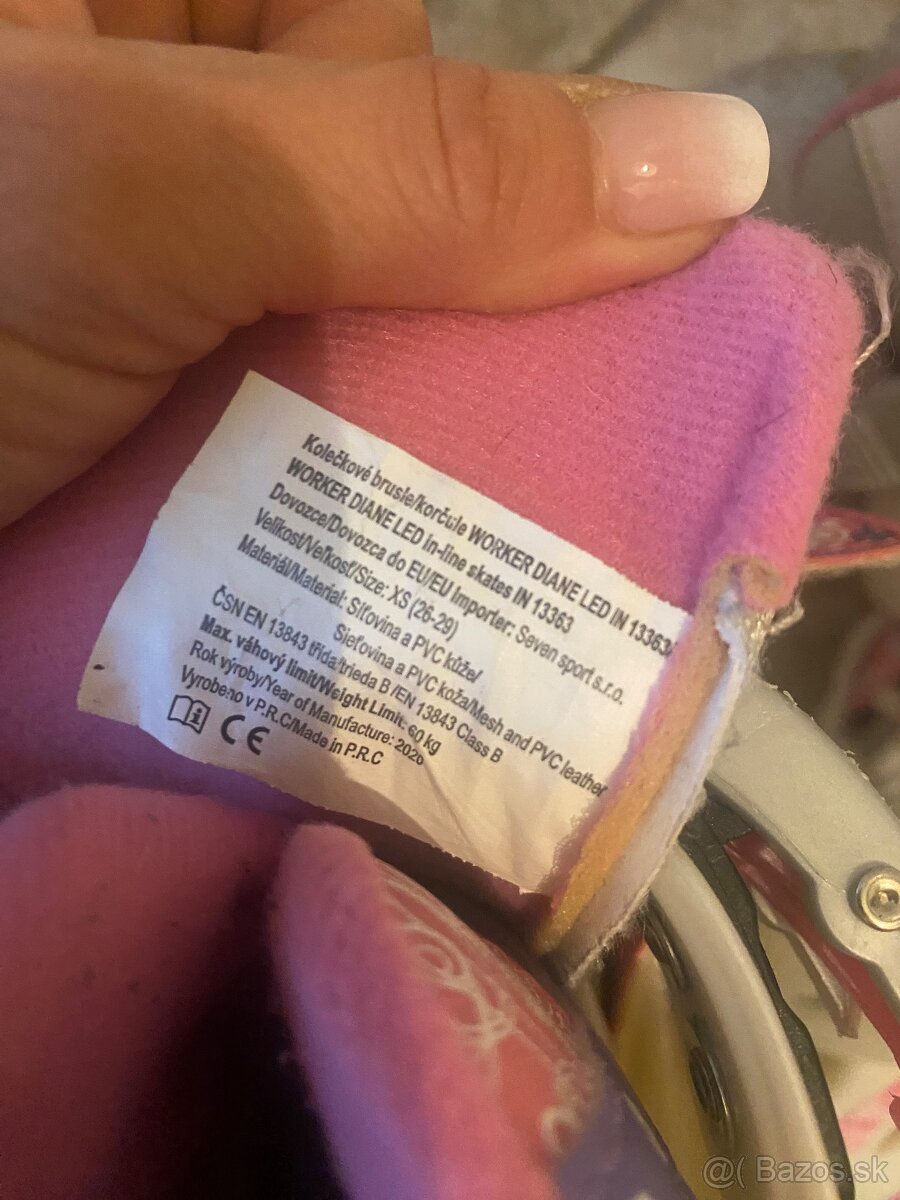 Kolečkové brusle/korčule WORKER DIANE LED IN 13363/
WORKER DIANE LED in-line skates IN 13363
Dovozce/Dovozca do EU/EU Importer: Seven sport s.r.o.
Velikost/Veľkosť/Size: XS (26-29)
Materiál/Material: Síťovina a PVC kůže/
Sieťovina a PVC koža/Mesh and PVC leather
ČSN EN 13843 třída/trieda B /EN 13843 Class B
Max. váhový limit/Weight Limit: 60 kg
Rok výroby/Year of Manufacture:
Vyrobeno v P.R.C/Made in P.R.C
CE
@( Bazos.sk